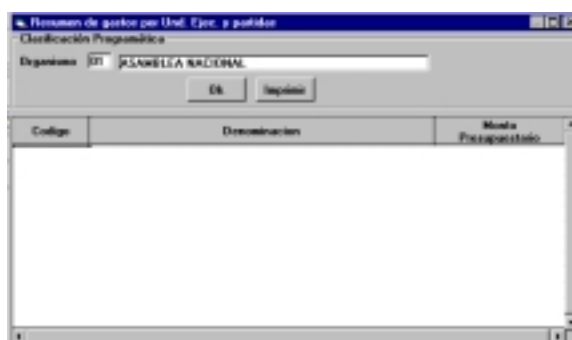 Resumen de gastos por Und. Ejec. y partidas
Clasificación Programática
Organismo 01 ASAMBLEA NACIONAL
Ok Imprimir
Codigo Denominacion Monto
Presupuestario